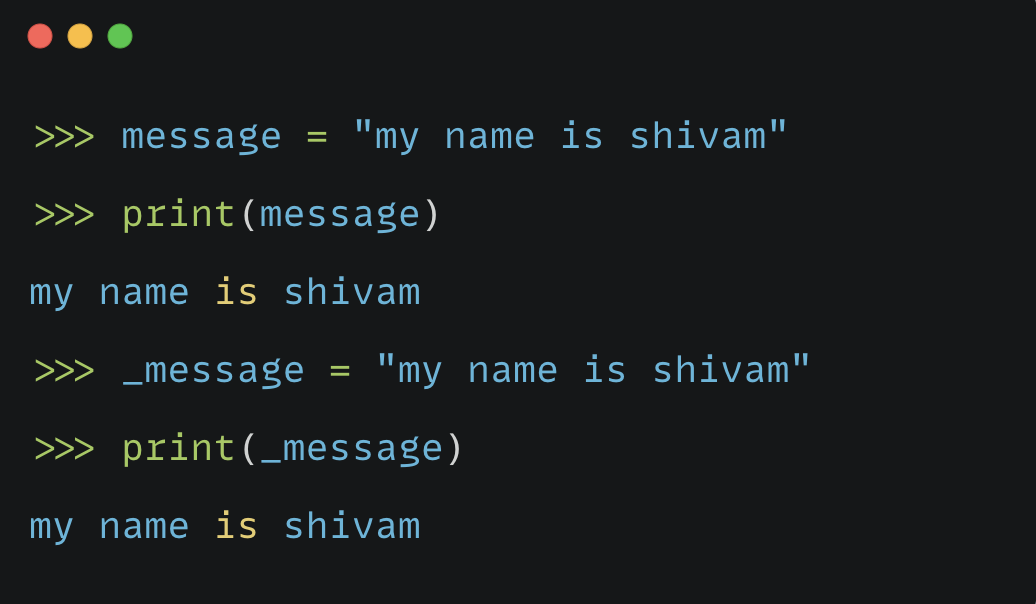 >>> message = "my name is shivam"
>>> print(message)
my name is shivam
>>> _message = "my name is shivam"
>>> print(_message)
my name is shivam